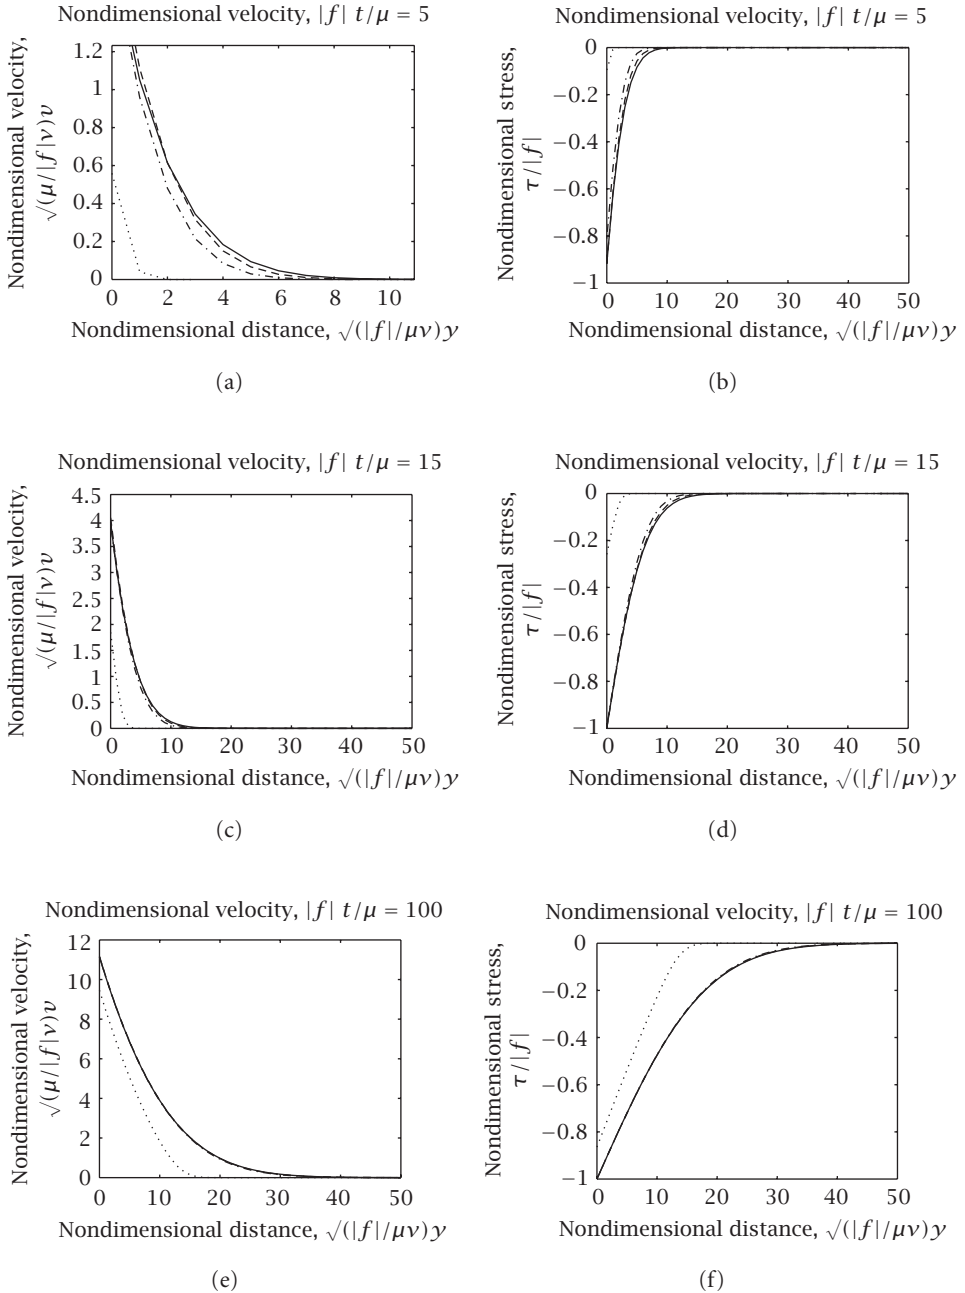 Nondimensional velocity, |f| t/μ = 5
Nondimensional velocity,
√(μ/|f|ν)υ
1.2
1
0.8
0.6
0.4
0.2
0
0 2 4 6 8 10
Nondimensional distance, √(|f|/μν)y
(a)
Nondimensional velocity, |f| t/μ = 5
Nondimensional stress,
τ/|f|
0
−0.2
−0.4
−0.6
−0.8
−1
0 10 20 30 40 50
Nondimensional distance, √(|f|/μν)y
(b)
Nondimensional velocity, |f| t/μ = 15
Nondimensional velocity,
√(μ/|f|ν)υ
4.5
4
3.5
3
2.5
2
1.5
1
0.5
0
0 10 20 30 40 50
Nondimensional distance, √(|f|/μν)y
(c)
Nondimensional velocity, |f| t/μ = 15
Nondimensional stress,
τ/|f|
0
−0.2
−0.4
−0.6
−0.8
−1
0 10 20 30 40 50
Nondimensional distance, √(|f|/μν)y
(d)
Nondimensional velocity, |f| t/μ = 100
Nondimensional velocity,
√(μ/|f|ν)υ
12
10
8
6
4
2
0
0 10 20 30 40 50
Nondimensional distance, √(|f|/μν)y
(e)
Nondimensional velocity, |f| t/μ = 100
Nondimensional stress,
τ/|f|
0
−0.2
−0.4
−0.6
−0.8
−1
0 10 20 30 40 50
Nondimensional distance, √(|f|/μν)y
(f)